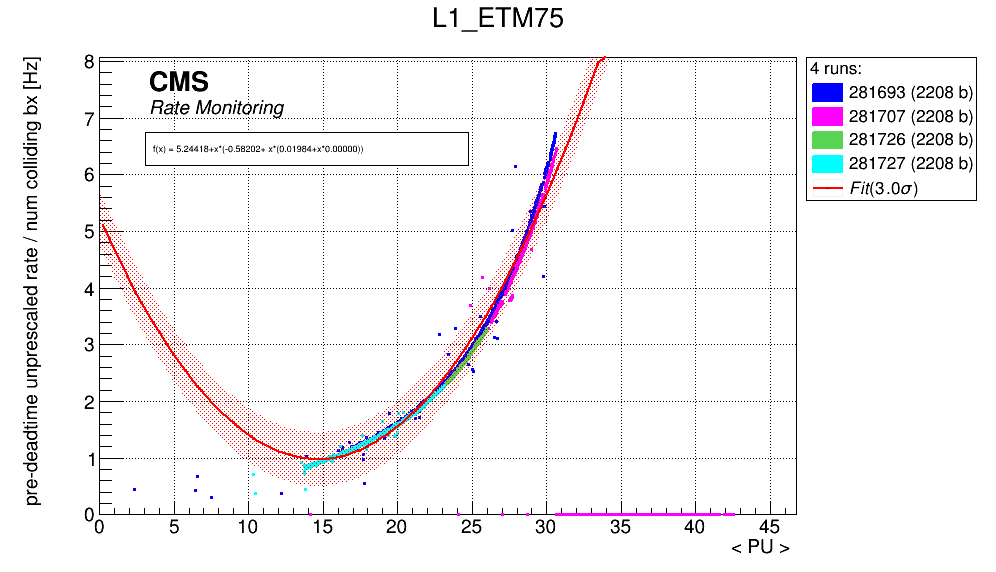 L1_ETM75
pre-deadtime unprescaled rate / num colliding bx [Hz]
8
7
6
5
4
3
2
1
0
CMS
Rate Monitoring
f(x) = 5.24418+x*(-0.58202+ x*(0.01984+x*0.00000))
0 5 10 15 20 25 30 35 40 45
< PU >
4 runs:
281693 (2208 b)
281707 (2208 b)
281726 (2208 b)
281727 (2208 b)
Fit(3.0σ)